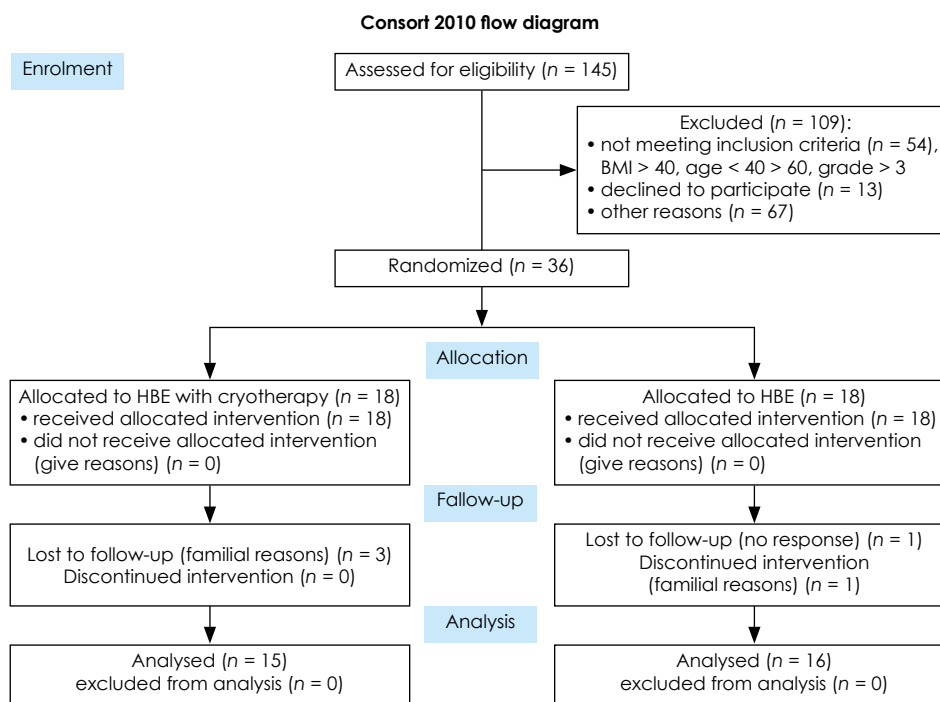 Consort 2010 flow diagram
Enrolment
Assessed for eligibility (n = 145)
Excluded (n = 109):
• not meeting inclusion criteria (n = 54),
BMI > 40, age < 40 > 60, grade > 3
• declined to participate (n = 13)
• other reasons (n = 67)
Randomized (n = 36)
Allocation
Allocated to HBE with cryotherapy (n = 18)
• received allocated intervention (n = 18)
• did not receive allocated intervention
(give reasons) (n = 0)
Allocated to HBE (n = 18)
• received allocated intervention (n = 18)
• did not receive allocated intervention
(give reasons) (n = 0)
Fallow-up
Lost to follow-up (familial reasons) (n = 3)
Discontinued intervention (n = 0)
Lost to follow-up (no response) (n = 1)
Discontinued intervention
(familial reasons) (n = 1)
Analysis
Analysed (n = 15)
excluded from analysis (n = 0)
Analysed (n = 16)
excluded from analysis (n = 0)